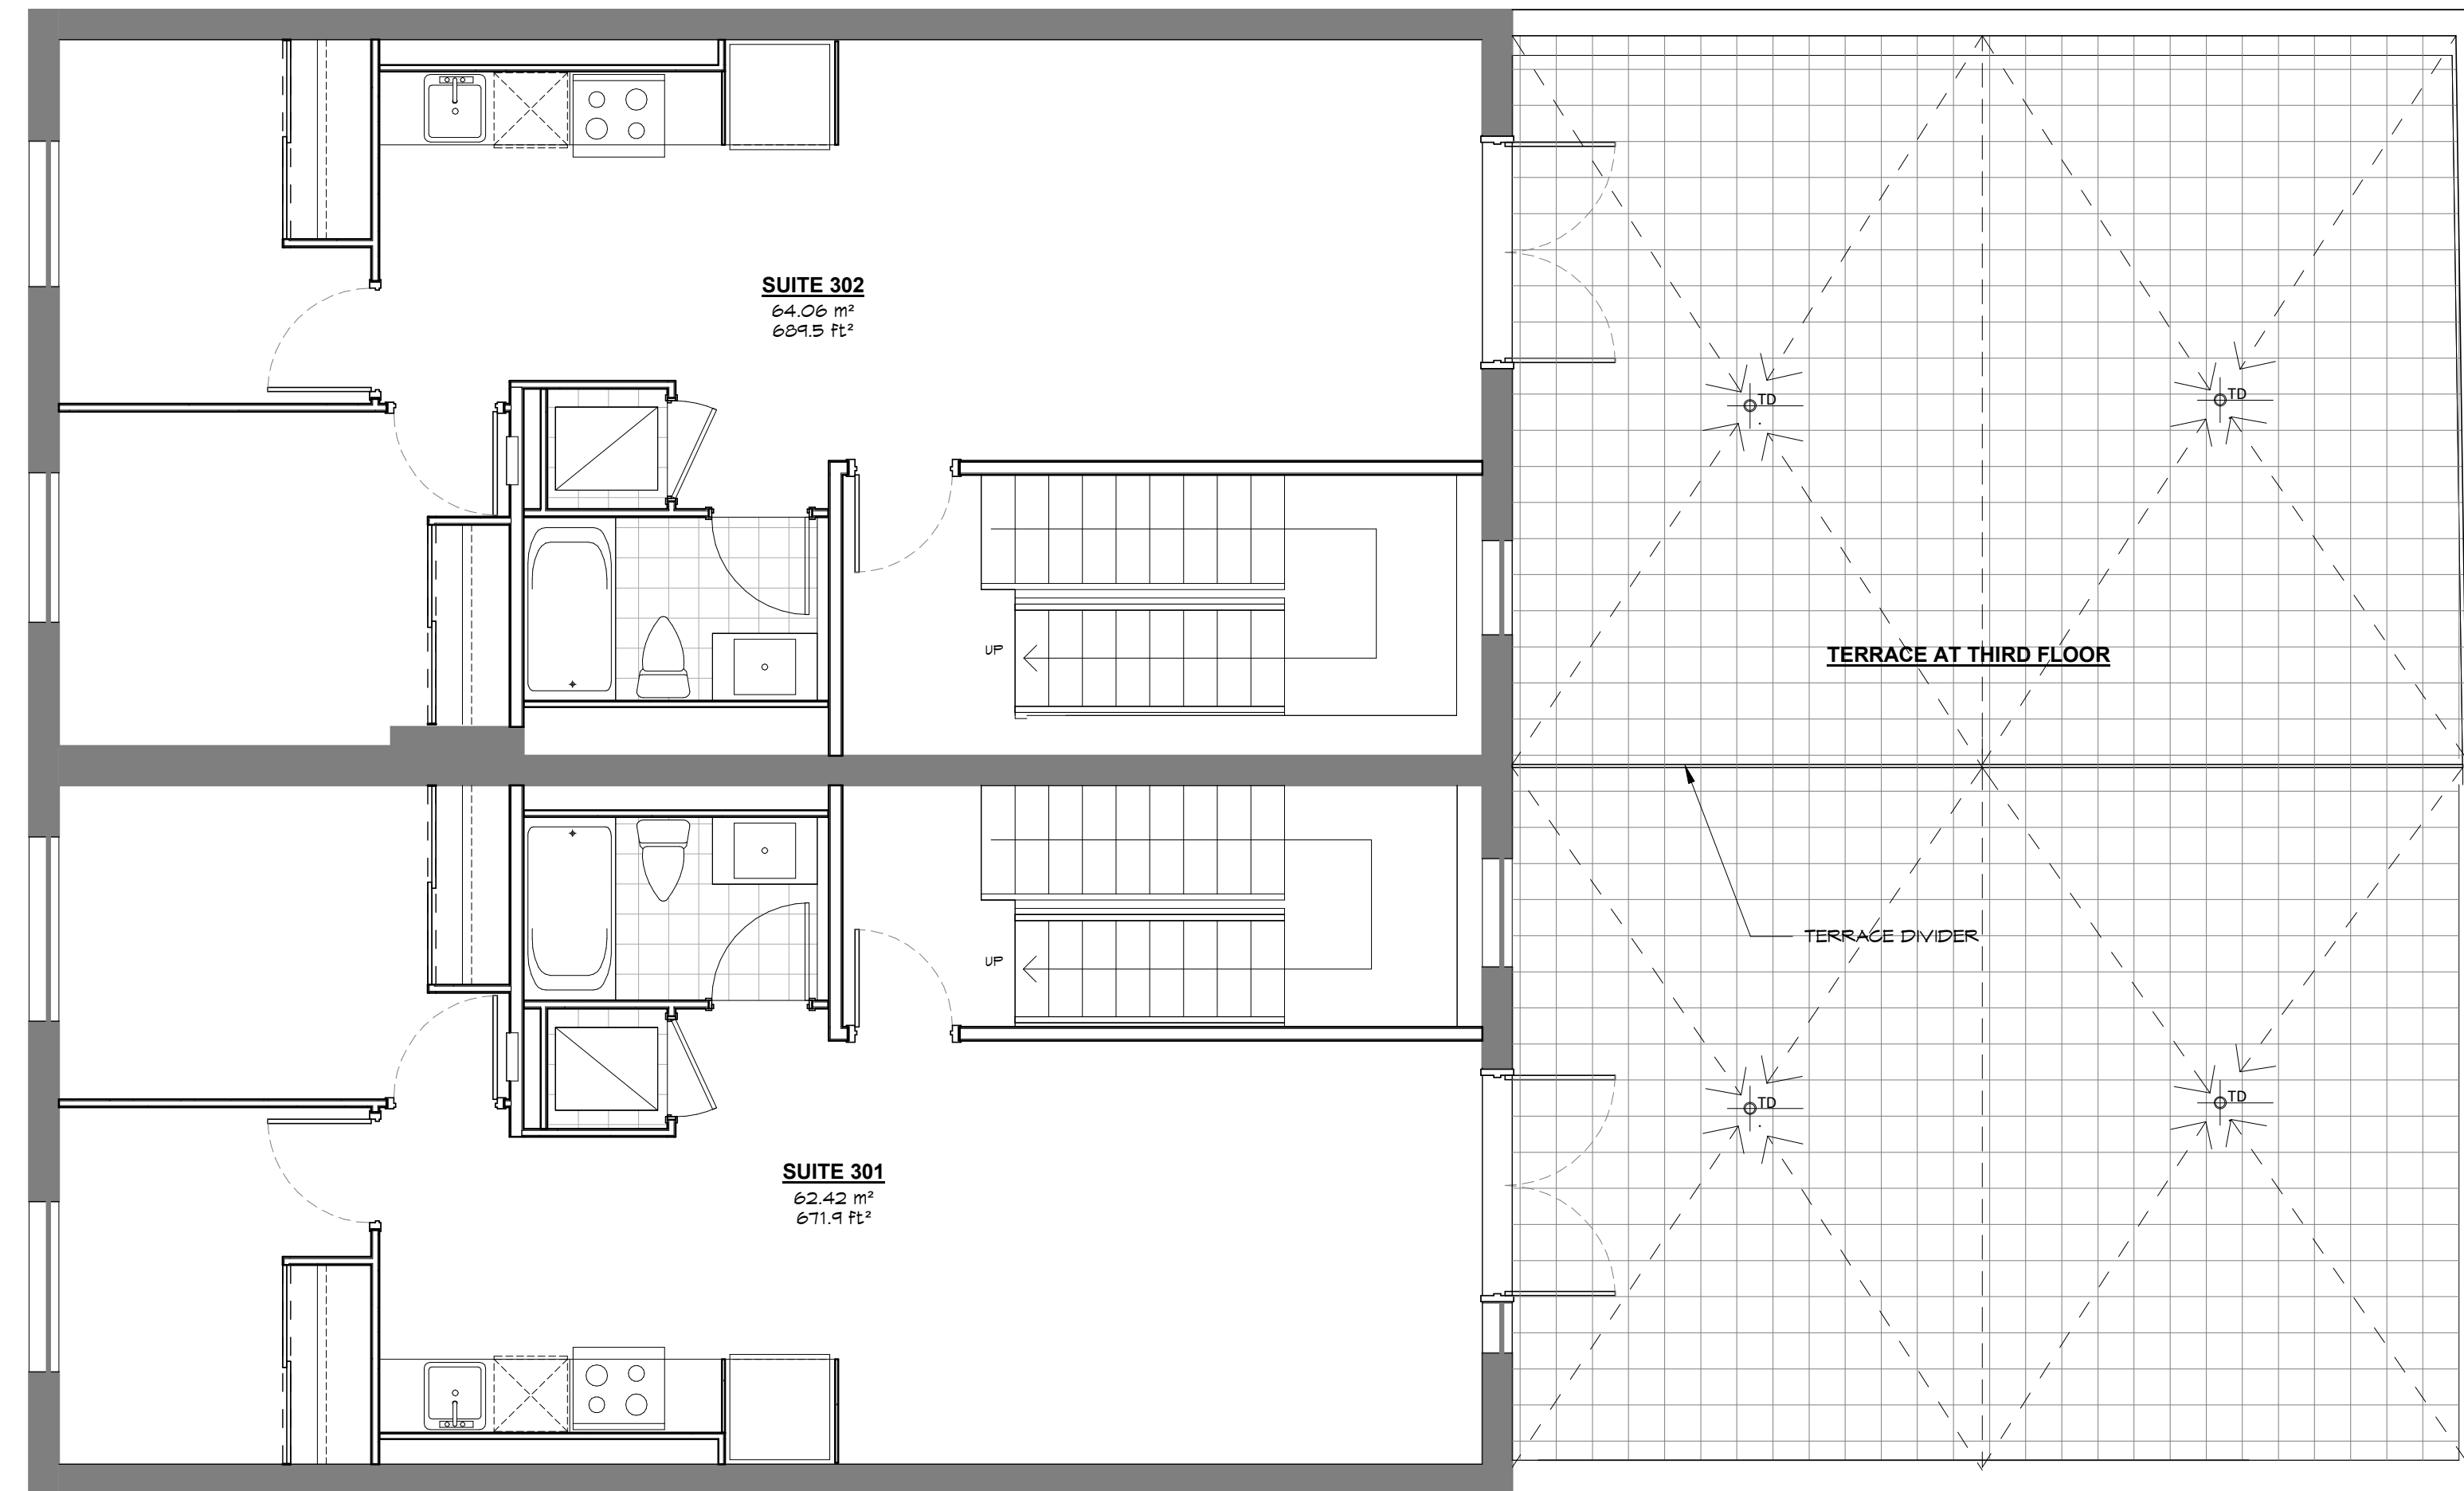 SUITE 302
64.06 m²
689.5 ft²
TD
TD
UP
TERRACE AT THIRD FLOOR
TERRACE DIVIDER
UP
TD
TD
SUITE 301
62.42 m²
671.9 ft²